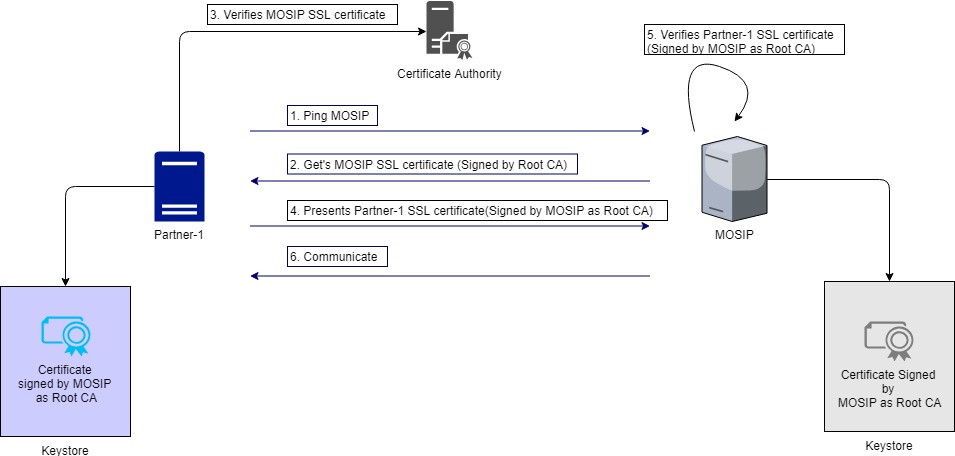 3. Verifies MOSIP SSL certificate
Certificate Authority
5. Verifies Partner-1 SSL certificate
(Signed by MOSIP as Root CA)
1. Ping MOSIP
2. Get's MOSIP SSL certificate (Signed by Root CA)
4. Presents Partner-1 SSL certificate(Signed by MOSIP as Root CA)
Partner-1
MOSIP
6. Communicate
Certificate
signed by MOSIP
as Root CA
Keystore
Certificate Signed
by
MOSIP as Root CA
Keystore